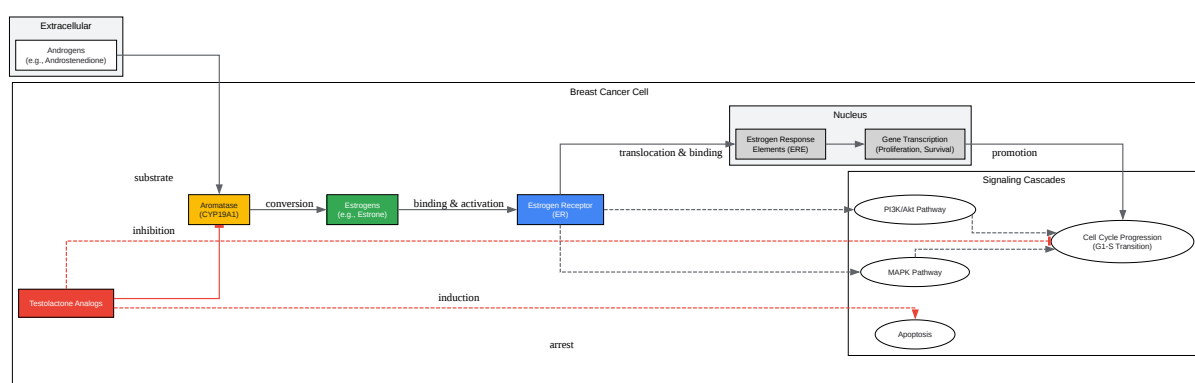 Extracellular
Androgens
(e.g., Androstenedione)
Breast Cancer Cell
Nucleus
Estrogen Response
Elements (ERE)
Gene Transcription
(Proliferation, Survival)
translocation & binding
promotion
substrate
Signaling Cascades
Aromatase
(CYP19A1)
conversion
Estrogens
(e.g., Estrone)
binding & activation
Estrogen Receptor
(ER)
PI3K/Akt Pathway
inhibition
Cell Cycle Progression
(G1-S Transition)
MAPK Pathway
Testolactone Analogs
induction
Apoptosis
arrest